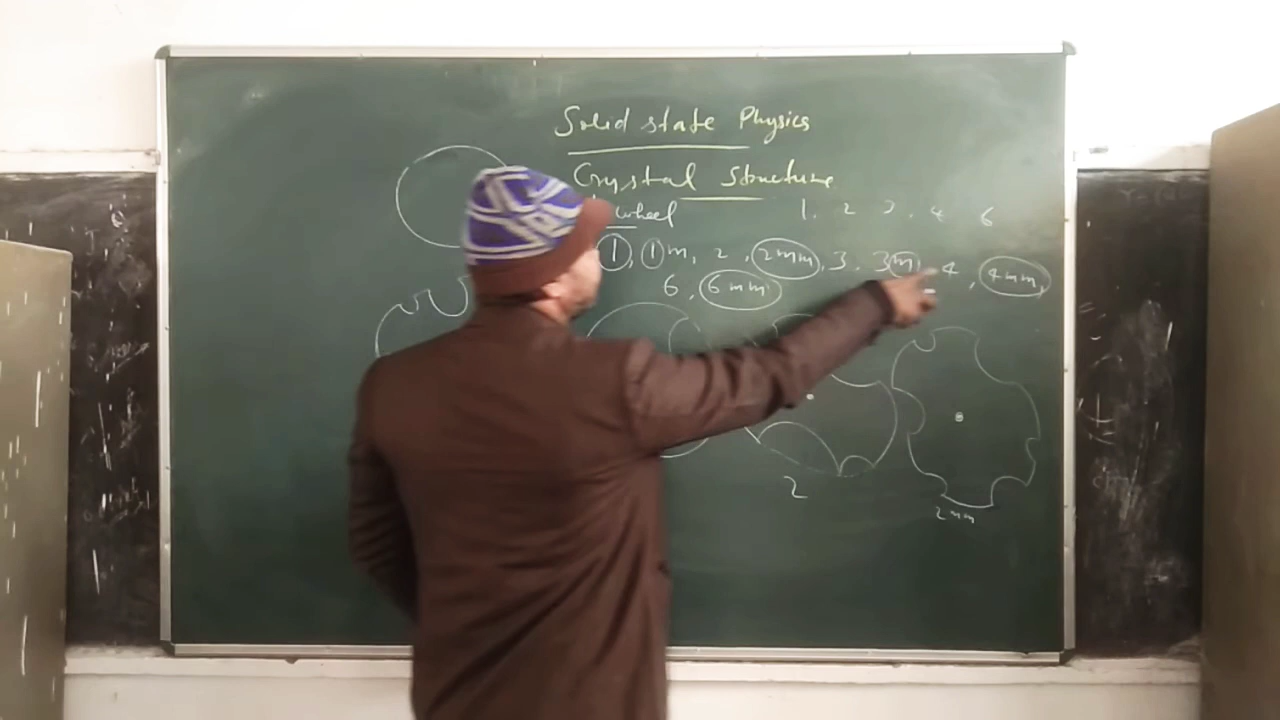 Solid state Physics
Crystal Structure
wheel 1. 2 3. 4 6
1, 1m, 2, 2mm, 3, 3m, 4, 4mm,
6, 6mm
2
2mm